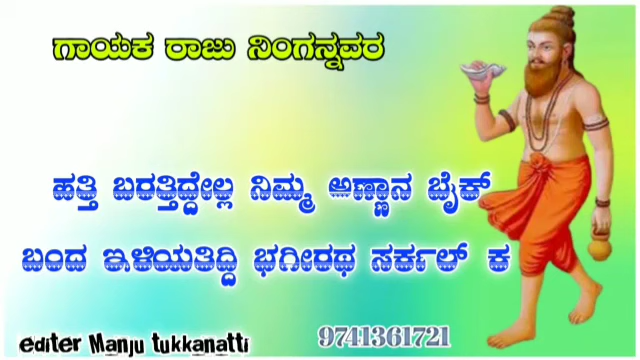 ಗಾಯಕ ರಾಜು ನಿಂಗನ್ನವರ
ಹತ್ತಿ ಬರತ್ತಿದ್ದೇಲ್ಲ ನಿಮ್ಮ ಅಣ್ಣಾನ ಬೈಕ್
ಬಂದ ಇಳಿಯತಿದ್ದಿ ಭಗೀರಥ ಸರ್ಕಲ್ ಕ
editer Manju tukkanatti
9741361721